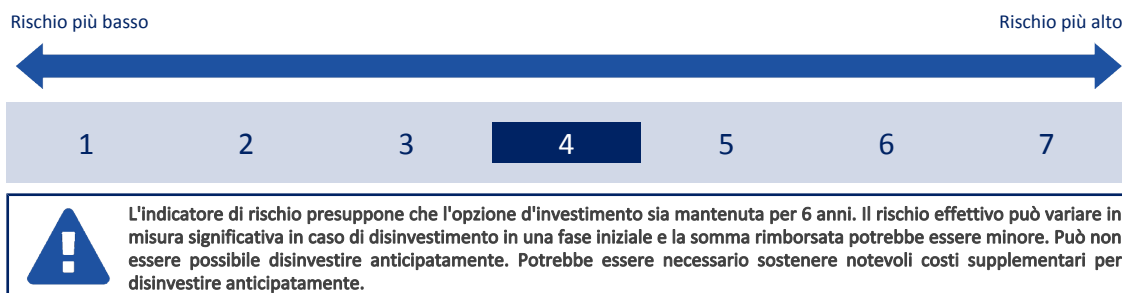 Rischio più basso Rischio più alto
1 2 3 4 5 6 7
L'indicatore di rischio presuppone che l'opzione d'investimento sia mantenuta per 6 anni. Il rischio effettivo può variare in
misura significativa in caso di disinvestimento in una fase iniziale e la somma rimborsata potrebbe essere minore. Può non
essere possibile disinvestire anticipatamente. Potrebbe essere necessario sostenere notevoli costi supplementari per
disinvestire anticipatamente.